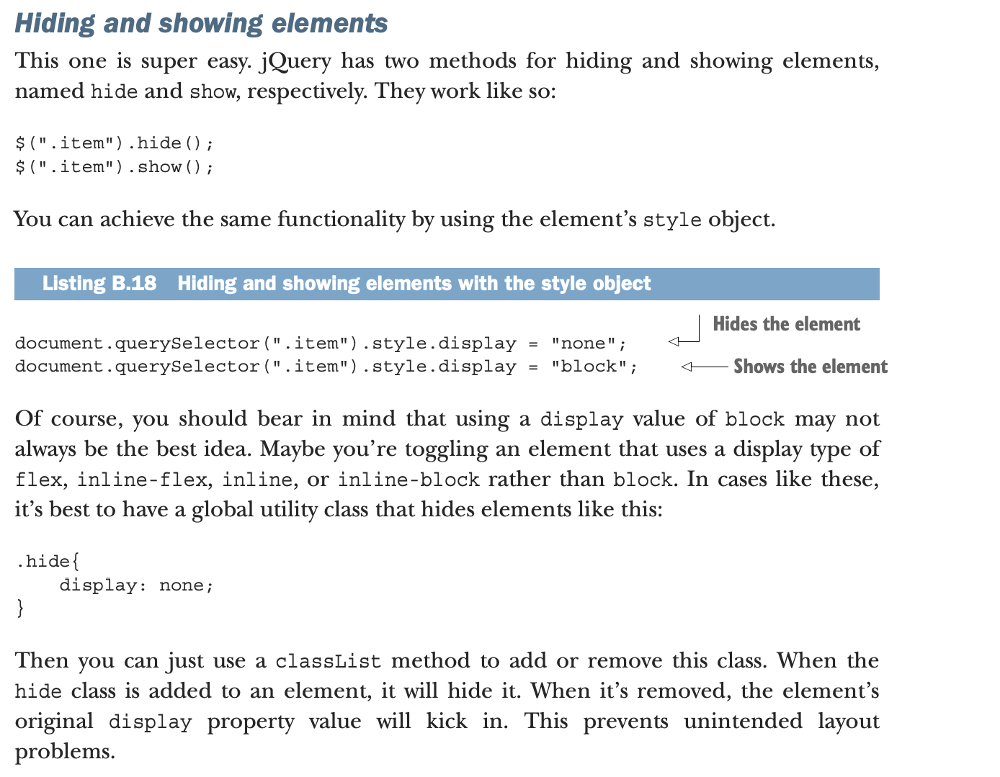 Hiding and showing elements
This one is super easy. jQuery has two methods for hiding and showing elements,
named hide and show, respectively. They work like so:
$(".item").hide();
$(".item").show();
You can achieve the same functionality by using the element’s style object.
Listing B.18 Hiding and showing elements with the style object
Hides the element
document.querySelector(".item").style.display = "none";
document.querySelector(".item").style.display = "block";
Shows the element
Of course, you should bear in mind that using a display value of block may not
always be the best idea. Maybe you’re toggling an element that uses a display type of
flex, inline-flex, inline, or inline-block rather than block. In cases like these,
it’s best to have a global utility class that hides elements like this:
.hide{
    display: none;
}
Then you can just use a classList method to add or remove this class. When the
hide class is added to an element, it will hide it. When it’s removed, the element’s
original display property value will kick in. This prevents unintended layout
problems.